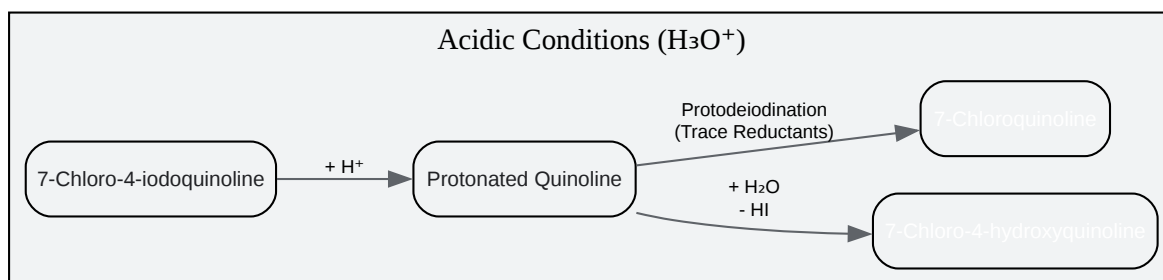 Acidic Conditions (H₃O⁺)
7-Chloro-4-iodoquinoline
+ H⁺
Protonated Quinoline
Protodeiodination
(Trace Reductants)
7-Chloroquinoline
+ H₂O
- HI
7-Chloro-4-hydroxyquinoline